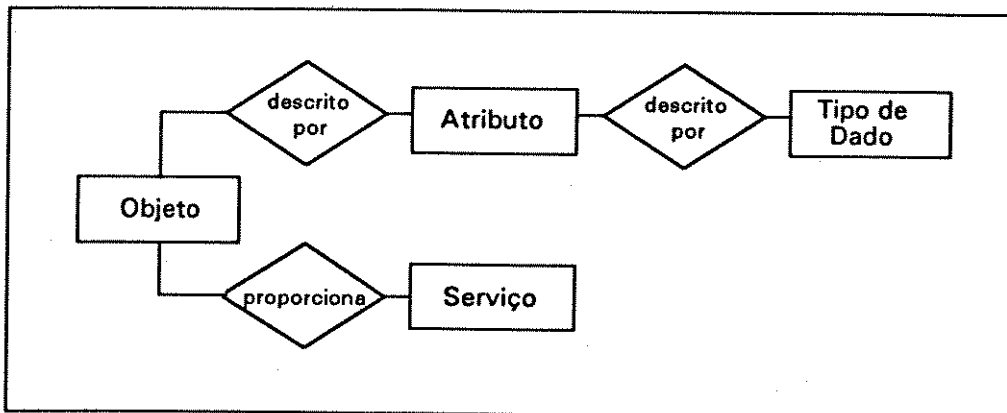 descrito
por
Atributo
descrito
por
Tipo de
Dado
Objeto
proporciona
Serviço